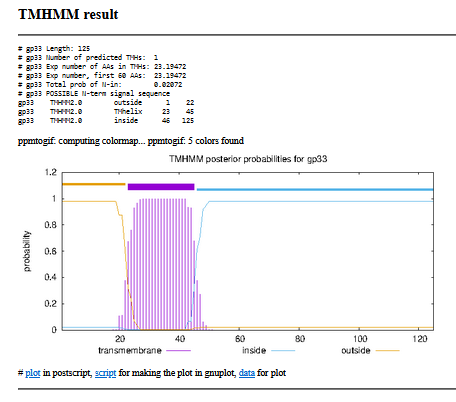 TMHMM result
# gp33 Length: 125
# gp33 Number of predicted TMHs: 1
# gp33 Exp number of AAs in TMHs: 23.19472
# gp33 Exp number, first 60 AAs: 23.19472
# gp33 Total prob of N-in: 0.02072
# gp33 POSSIBLE N-term signal sequence
gp33 TMHMM2.0 outside 1 22
gp33 TMHMM2.0 TMhelix 23 45
gp33 TMHMM2.0 inside 46 125
ppmtogif: computing colormap... ppmtogif: 5 colors found
TMHMM posterior probabilities for gp33
1.2
1
0.8
0.6
0.4
0.2
0
probability
20 40 60 80 100 120
transmembrane inside outside
# plot in postscript, script for making the plot in gnuplot, data for plot